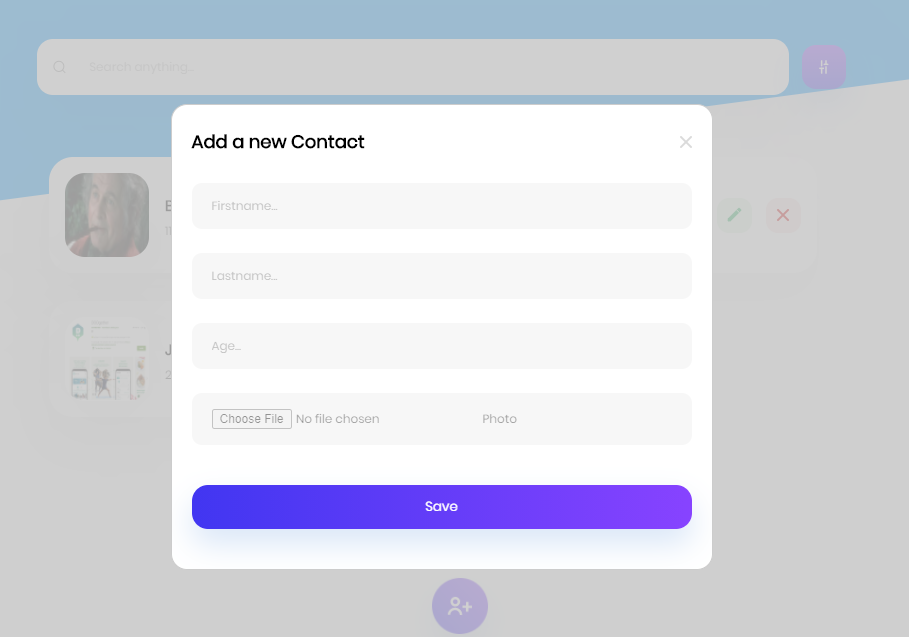 Search anything..
Add a new Contact
Firstname...
Lastname...
Age...
Choose File No file chosen Photo
Save